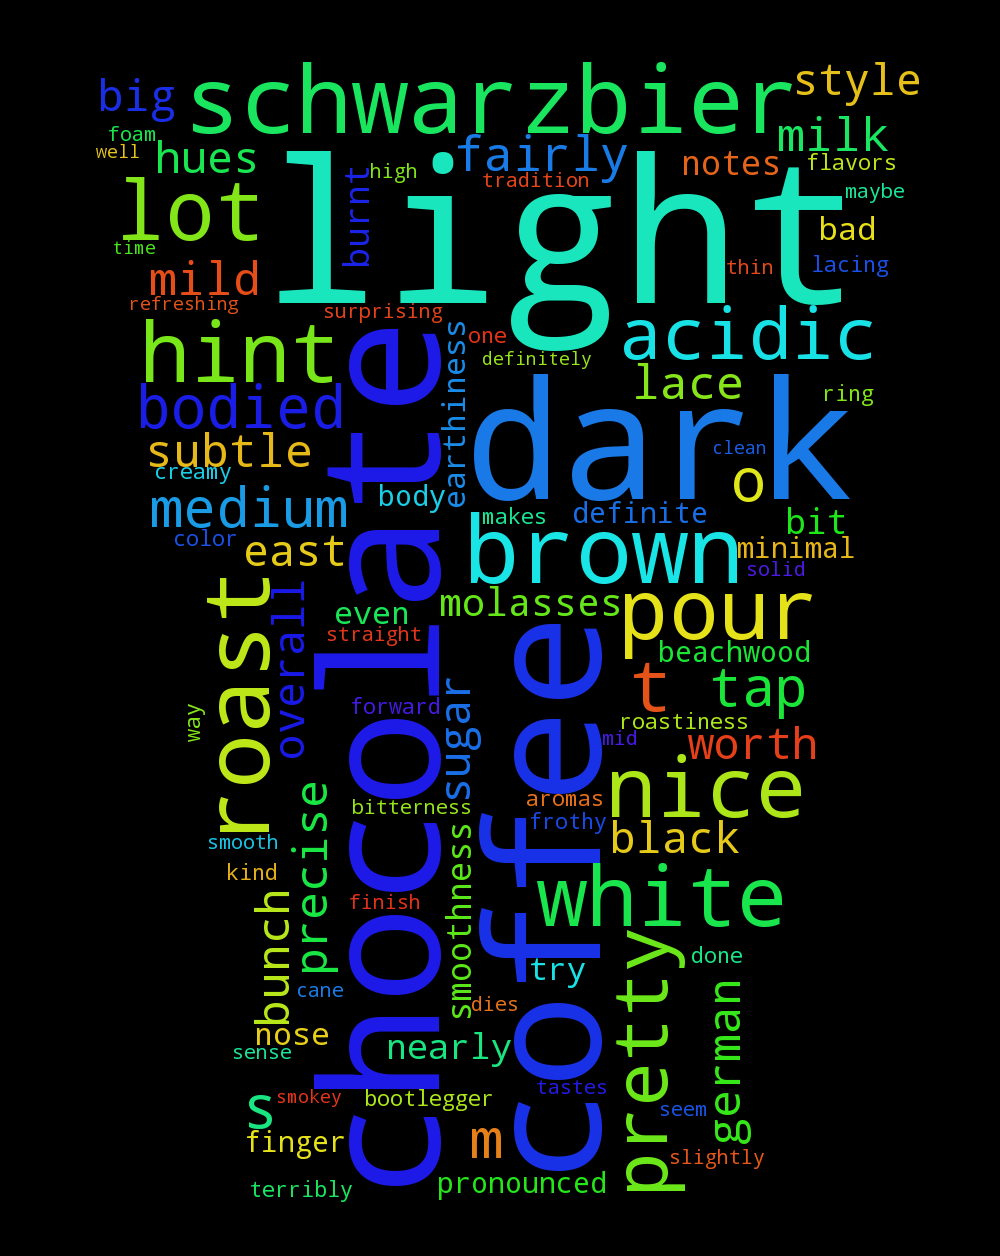 schwarzbier
style
big
foam
milk
well
hues
fairly
notes
flavors
high
burnt
tradition
maybe
lot
light
bad
time
mild
thin
lacing
refreshing
surprising
hint
earthiness
one
acidic
definitely
lace
ring
bodied
dark
subtle
clean
creamy
o
medium
body
makes
definite
bit
color
east
brown
minimal
solid
roast
overall
even
molasses
pour
straight
beachwood
t
tap
way
forward
sugar
roastiness
mid
worth
chocolate
coffee
nice
precise
bitterness
aromas
frothy
black
smooth
kind
smoothness
white
finish
bunch
pretty
try
done
cane
dies
german
nose
sense
nearly
tastes
smokey
bootlegger
seem
s
finger
m
slightly
terribly
pronounced